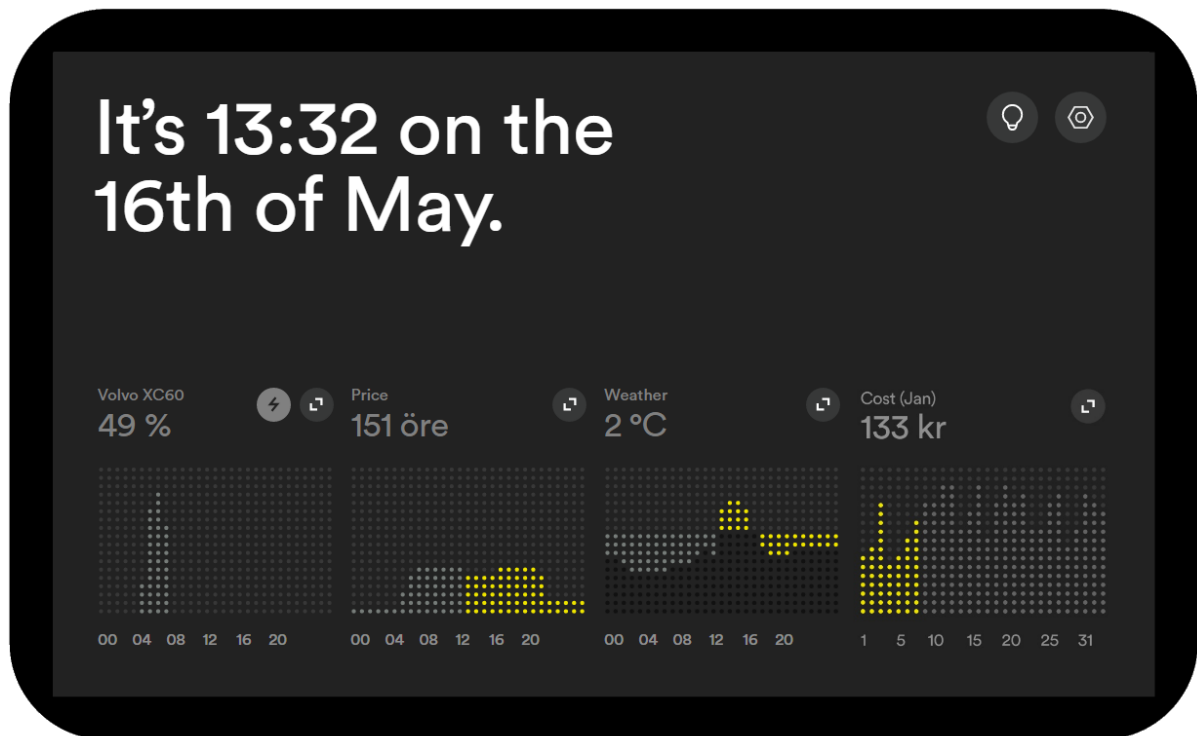 It's 13:32 on the
16th of May.
Volvo XC60
49 %
Price
151 öre
Weather
2 °C
Cost (Jan)
133 kr
00 04 08 12 16 20
00 04 08 12 16 20
00 04 08 12 16 20
1 5 10 15 20 25 31